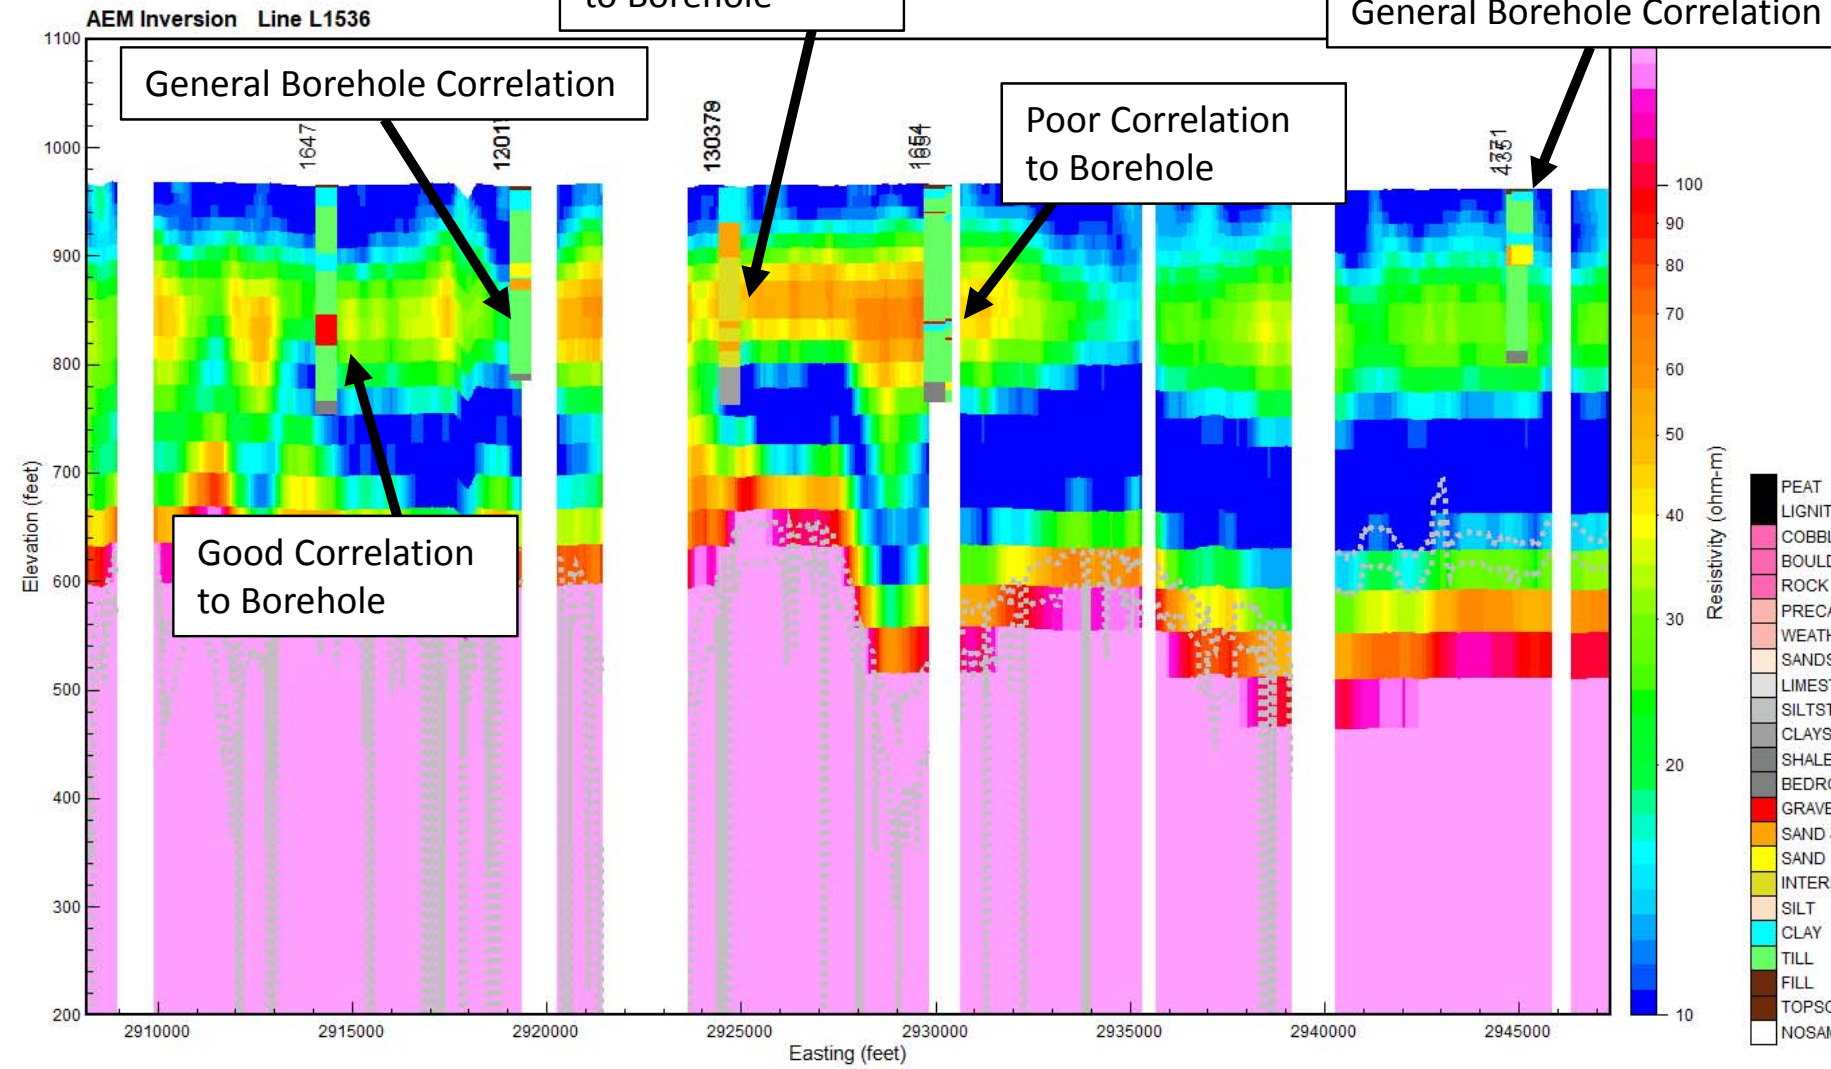 to Borehole
General Borehole Correlation
AEM Inversion Line L1536
General Borehole Correlation
Poor Correlation
to Borehole
Good Correlation
to Borehole
1647
130379
1654
1100
1000
900
800
700
600
500
400
300
200
Elevation (feet)
2910000
2915000
2920000
2925000
2930000
2935000
2940000
2945000
Easting (feet)
100
90
80
70
60
50
40
30
20
10
Resistivity (ohm-m)
PEAT
LIGNIT
COBBL
BOULD
ROCK
PRECA
WEATH
SANDS
LIMEST
SILTST
CLAYS
SHALE
BEDRO
GRAVE
SAND
SAND
INTER
SILT
CLAY
TILL
FILL
TOPSO
NOSAM